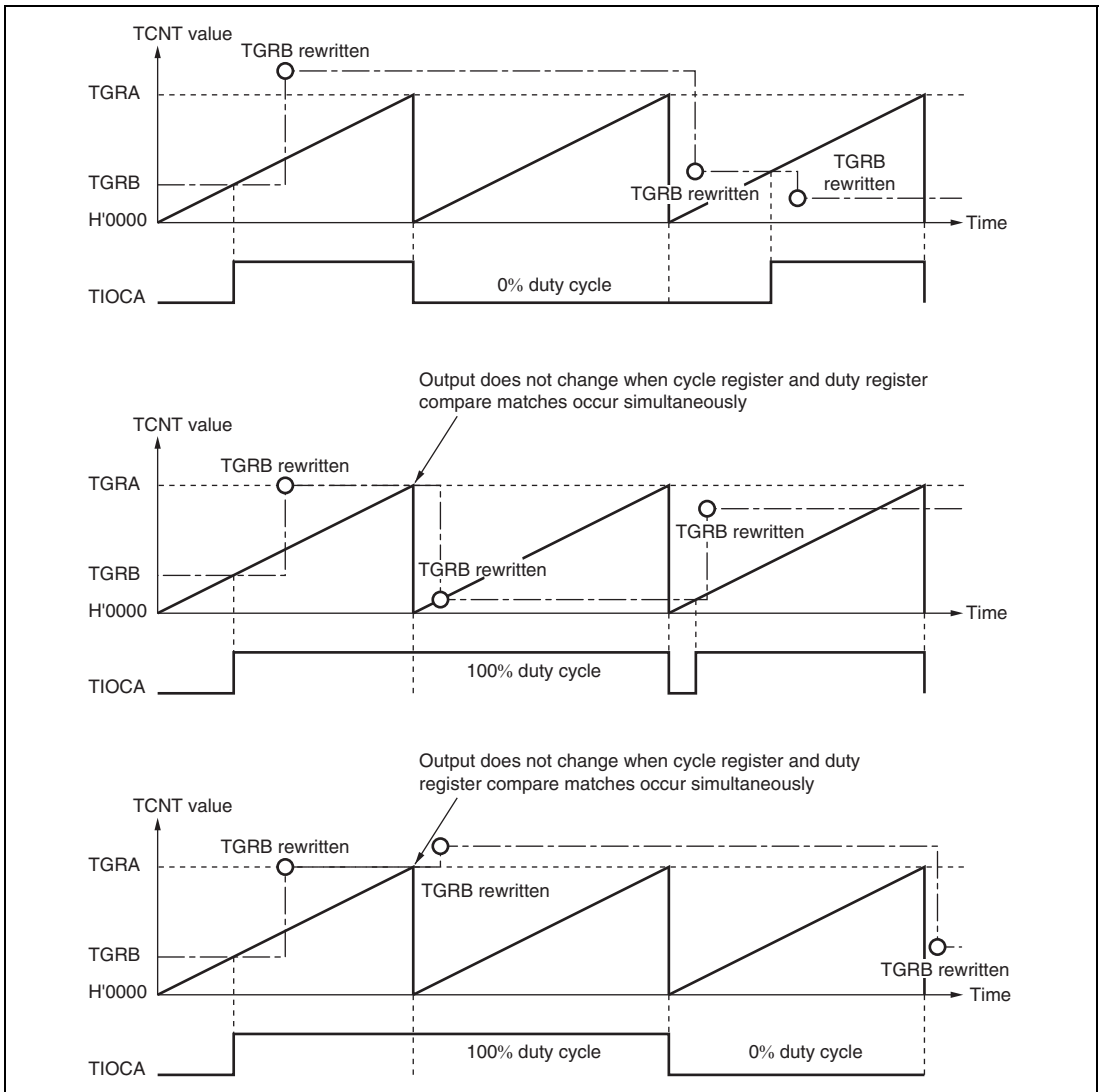 TCNT value
TGRB rewritten
TGRA
TGRB
rewritten
TGRB
TGRB rewritten
H'0000
Time
0% duty cycle
TIOCA
Output does not change when cycle register and duty register
compare matches occur simultaneously
TCNT value
TGRB rewritten
TGRA
TGRB rewritten
TGRB
TGRB rewritten
H'0000
Time
100% duty cycle
TIOCA
Output does not change when cycle register and duty
register compare matches occur simultaneously
TCNT value
TGRB rewritten
TGRA
TGRB rewritten
TGRB
TGRB rewritten
H'0000
Time
100% duty cycle
0% duty cycle
TIOCA